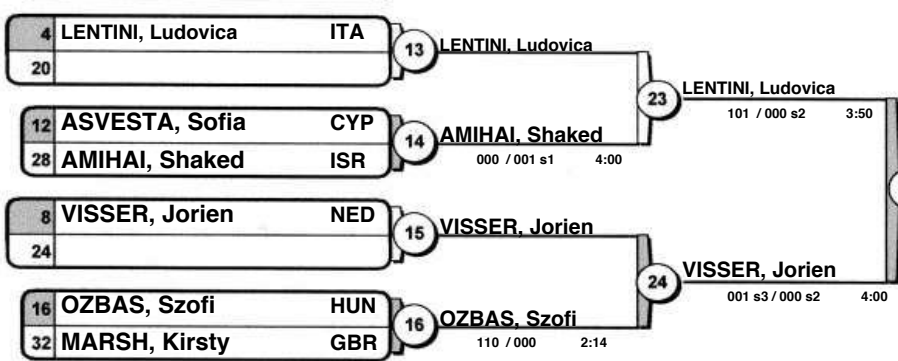 4 LENTINI, Ludovica ITA
20
13 LENTINI, Ludovica
12 ASVESTA, Sofia CYP
28 AMIHAI, Shaked ISR
14 AMIHAI, Shaked
000 / 001 s1 4:00
23 LENTINI, Ludovica
101 / 000 s2 3:50
8 VISSER, Jorien NED
24
15 VISSER, Jorien
16 OZBAS, Szofi HUN
32 MARSH, Kirsty GBR
16 OZBAS, Szofi
110 / 000 2:14
24 VISSER, Jorien
001 s3 / 000 s2 4:00